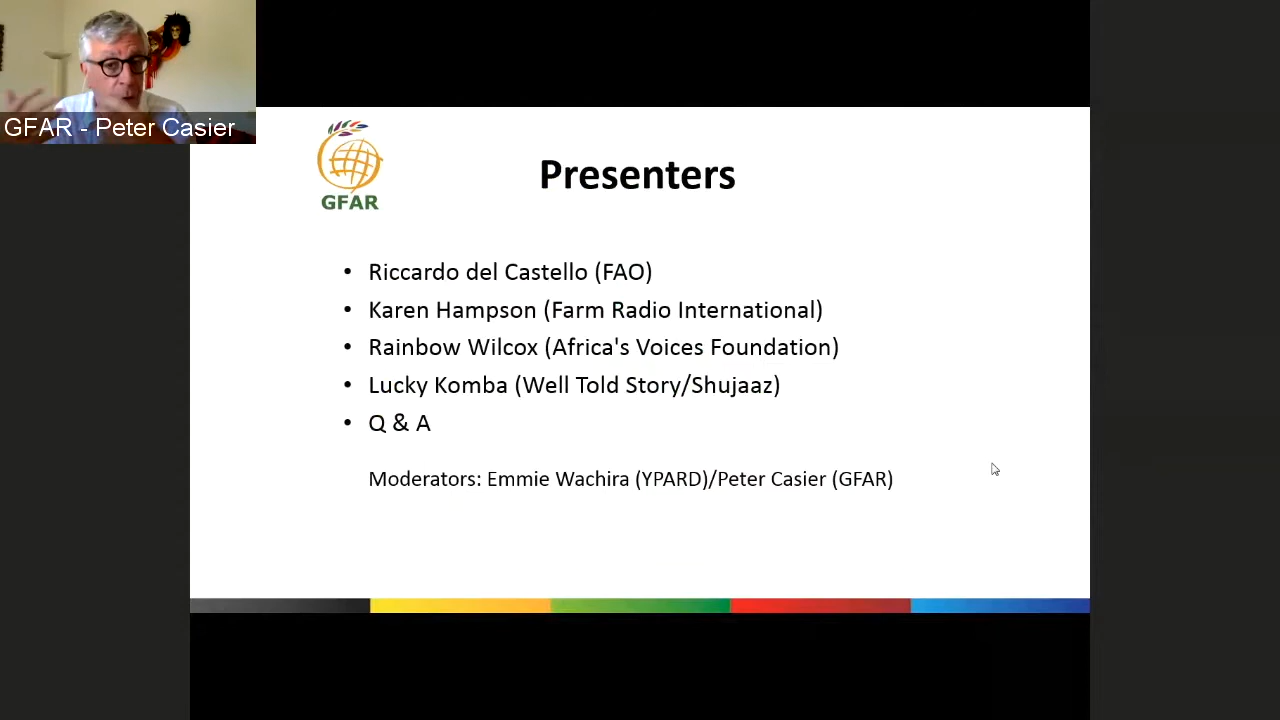 GFAR - Peter Casier
GFAR
Presenters
• Riccardo del Castello (FAO)
• Karen Hampson (Farm Radio International)
• Rainbow Wilcox (Africa's Voices Foundation)
• Lucky Komba (Well Told Story/Shujaaz)
• Q & A
Moderators: Emmie Wachira (YPARD)/Peter Casier (GFAR)